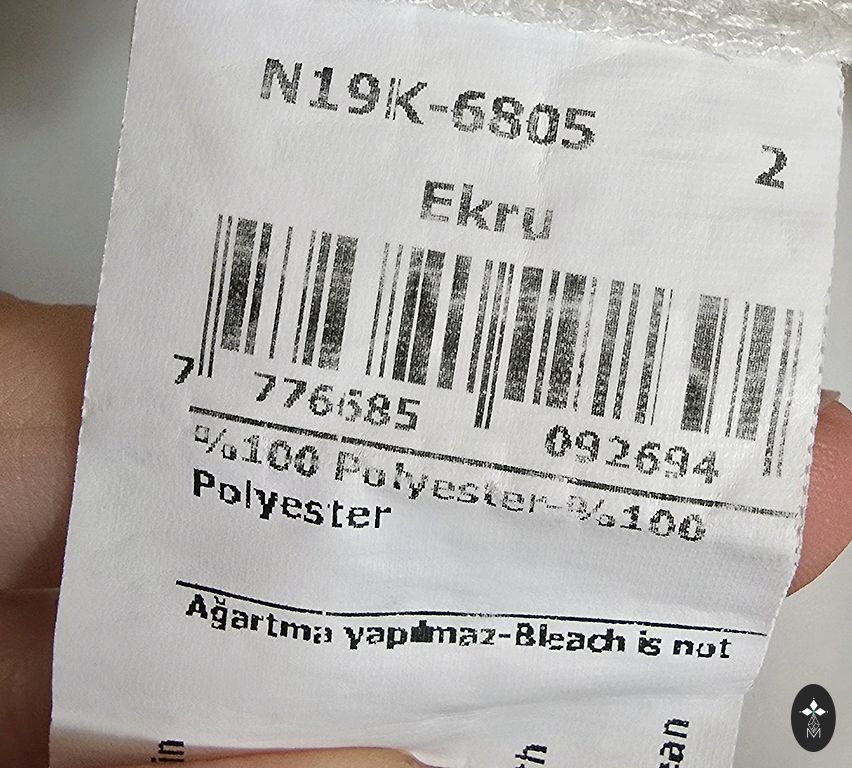 N19K-6805
2
Ekru
7 776685 092694
%100 Polyester-%100
Polyester
Ağartma yapılmaz-Bleach is not
M